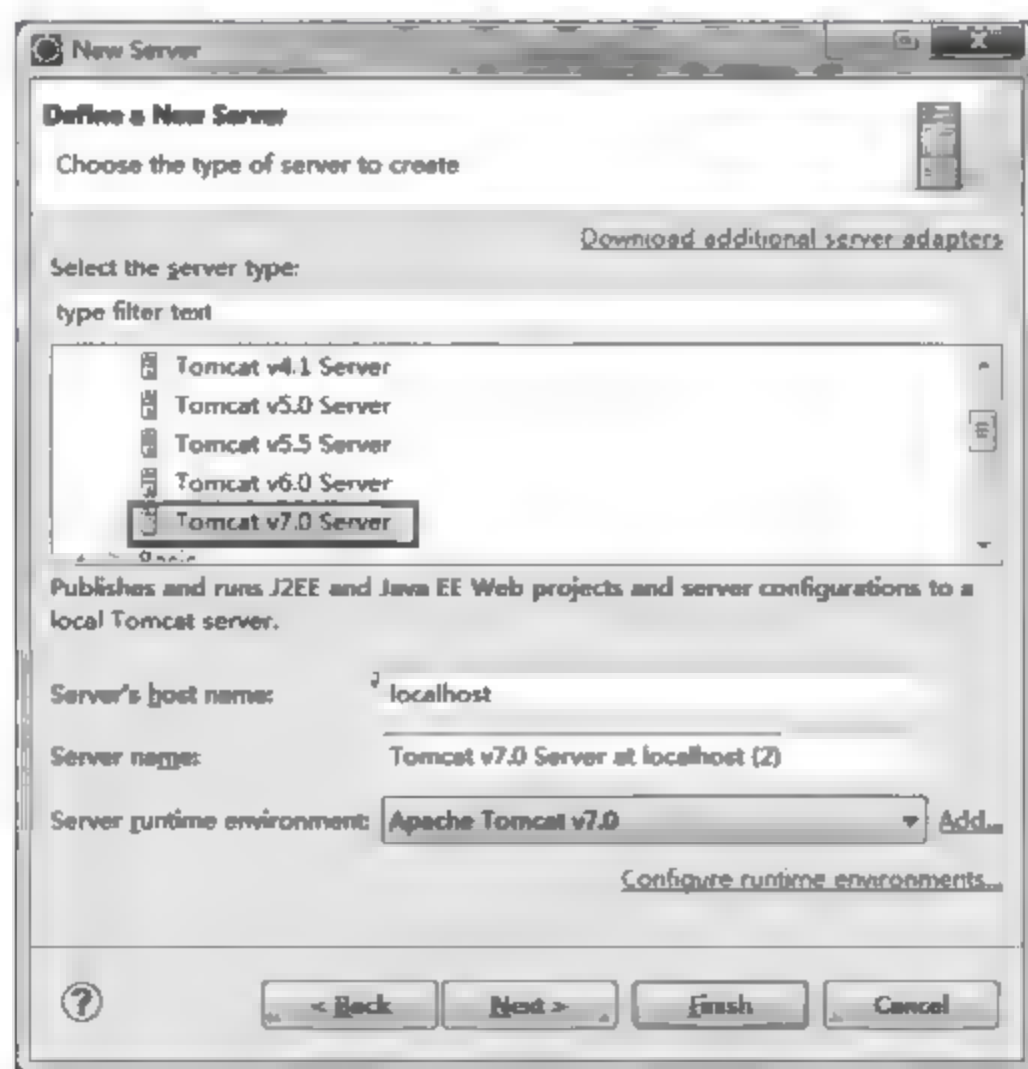 New Server
Define a New Server
Choose the type of server to create
Download additional server adapters
Select the server type:
type filter text
Tomcat v4.1 Server
Tomcat v5.0 Server
Tomcat v5.5 Server
Tomcat v6.0 Server
Tomcat v7.0 Server
Basic
Publishes and runs J2EE and Java EE Web projects and server configurations to a
local Tomcat server.
Server's host name: localhost
Server name: Tomcat v7.0 Server at localhost (2)
Server runtime environment: Apache Tomcat v7.0 Add...
Configure runtime environments...
< Back Next > Finish Cancel